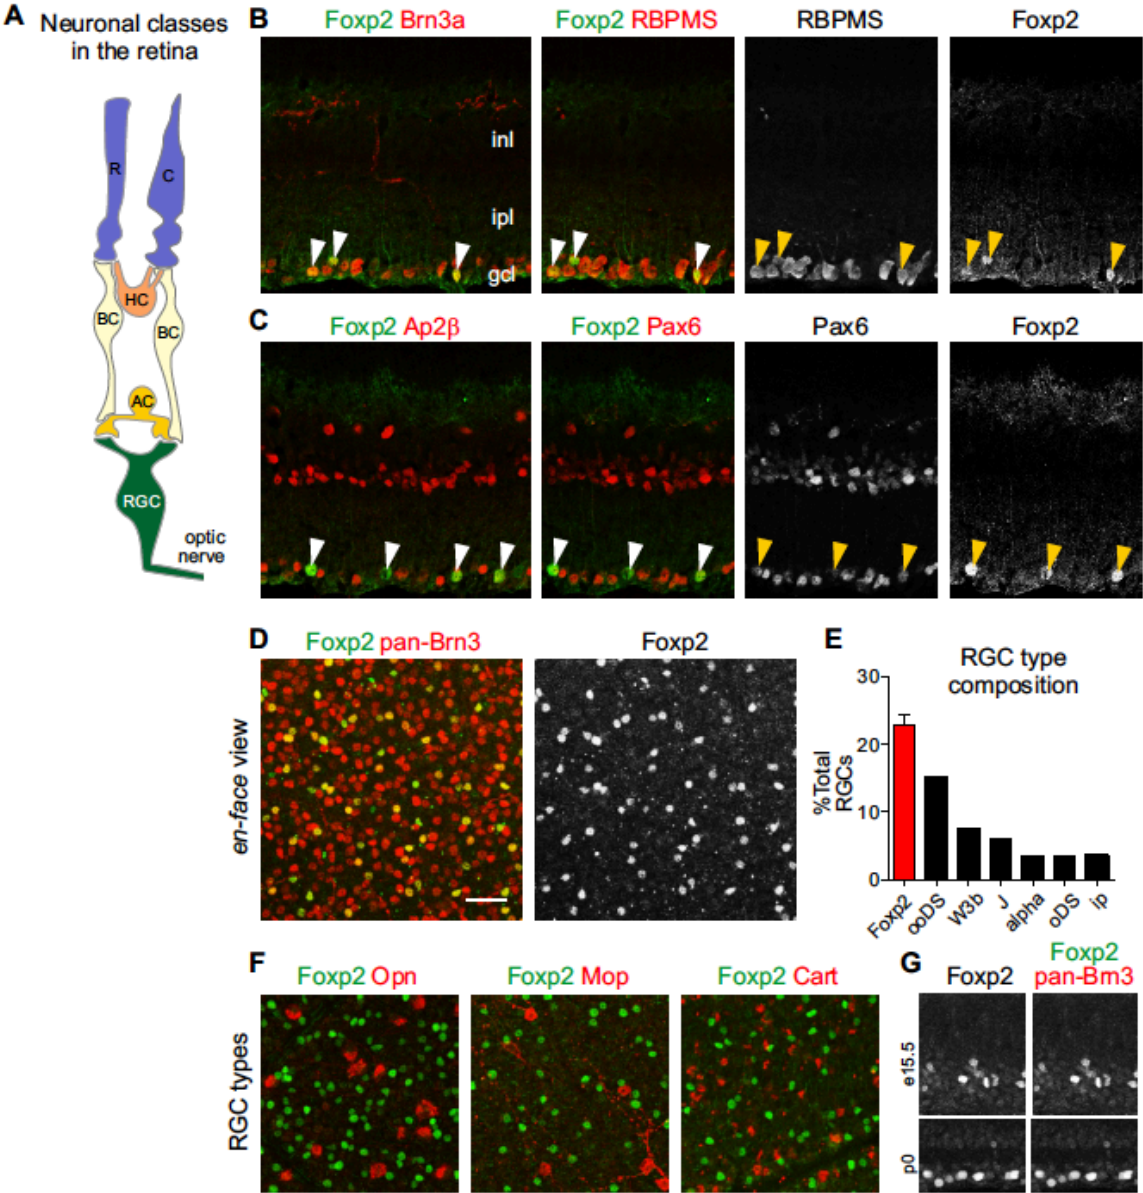 A
Neuronal classes
in the retina
R
C
HC
BC
BC
AC
RGC
optic
nerve
B
Foxp2 Brn3a
Foxp2 RBPMS
RBPMS
Foxp2
inl
ipl
gcl
C
Foxp2 Ap2β
Foxp2 Pax6
Pax6
Foxp2
D
Foxp2 pan-Brn3
Foxp2
en-face view
E
RGC type
composition
%Total
RGCs
30
20
10
0
Foxp2
ooDS
W3b
J
alpha
oDS
ip
F
Foxp2 Opn
Foxp2 Mop
Foxp2 Cart
RGC types
G
Foxp2
Foxp2
pan-Brn3
e15.5
p0